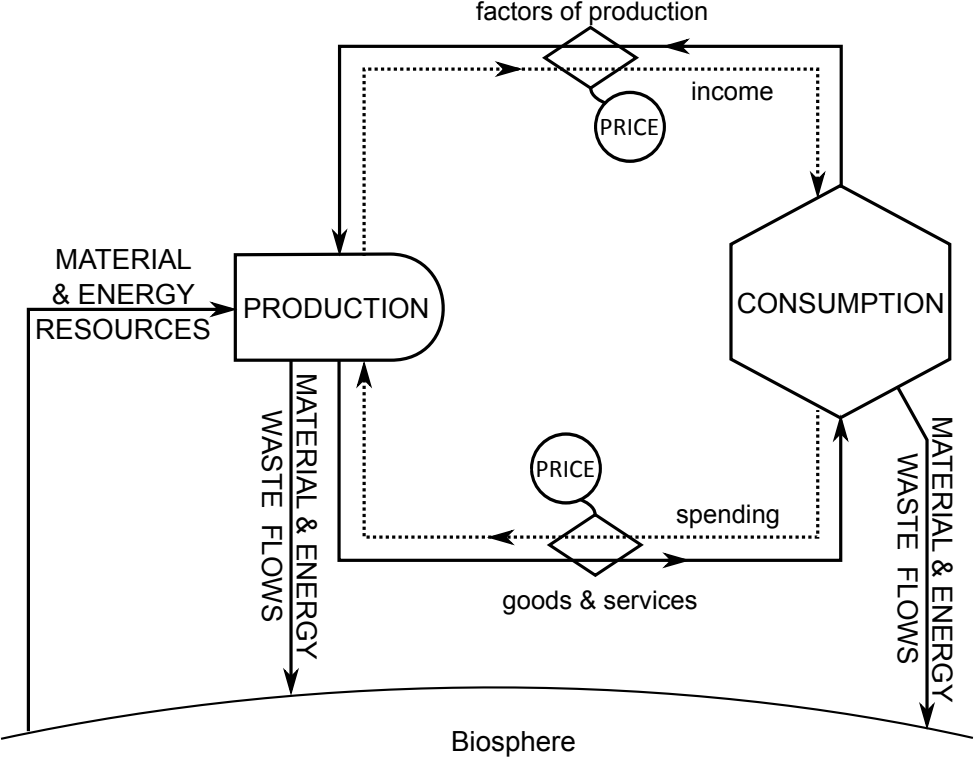 factors of production
income
PRICE
MATERIAL
& ENERGY
RESOURCES
PRODUCTION
CONSUMPTION
MATERIAL & ENERGY
WASTE FLOWS
PRICE
spending
goods & services
MATERIAL & ENERGY
WASTE FLOWS
Biosphere